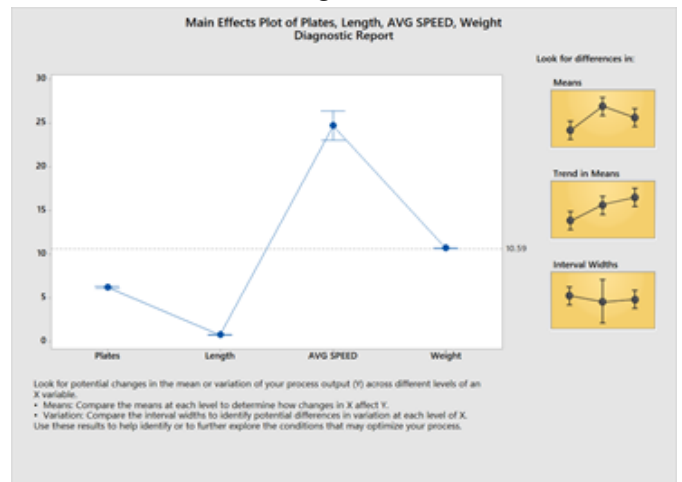 Main Effects Plot of Plates, Length, AVG SPEED, Weight
Diagnostic Report
Look for differences in:
30
25
20
15
10
5
0
10.59
Plates
Length
AVG SPEED
Weight
Means
Trend in Means
Interval Widths
Look for potential changes in the mean or variation of your process output (Y) across different levels of an
X variable.
• Means: Compare the means at each level to determine how changes in X affect Y.
• Variation: Compare the interval widths to identify potential differences in variation at each level of X.
Use these results to help identify or to further explore the conditions that may optimize your process.